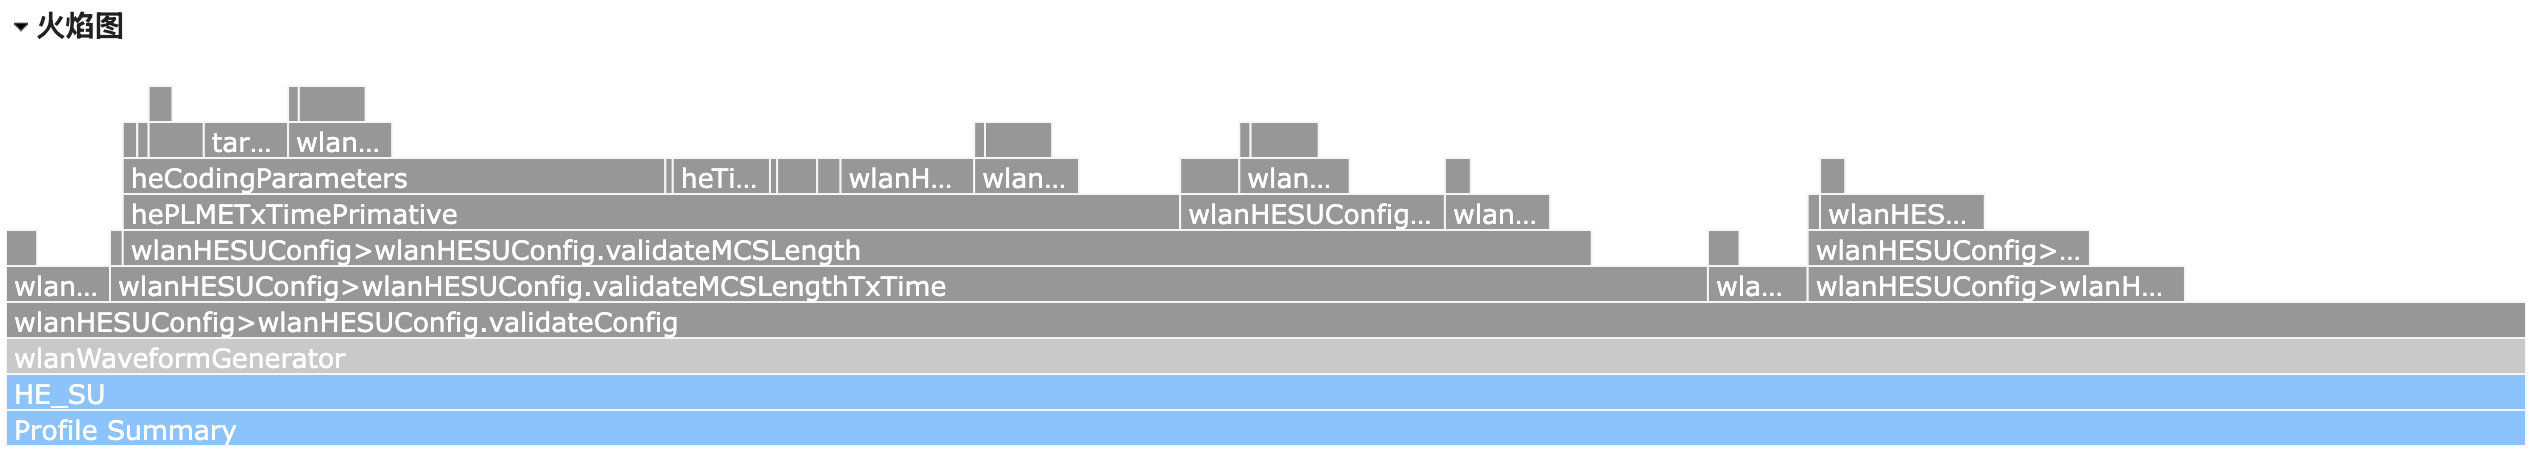 火焰图
tar... wlan...
heCodingParameters heTi... wlanH... wlan... wlan...
hePLMETxTimePrimative wlanHESUConfig... wlan... wlanHES...
wlanHESUConfig>wlanHESUConfig.validateMCSLength wlanHESUConfig>...
wlan... wlanHESUConfig>wlanHESUConfig.validateMCSLengthTxTime wla... wlanHESUConfig>wlanH...
wlanHESUConfig>wlanHESUConfig.validateConfig
wlanWaveformGenerator
HE_SU
Profile Summary